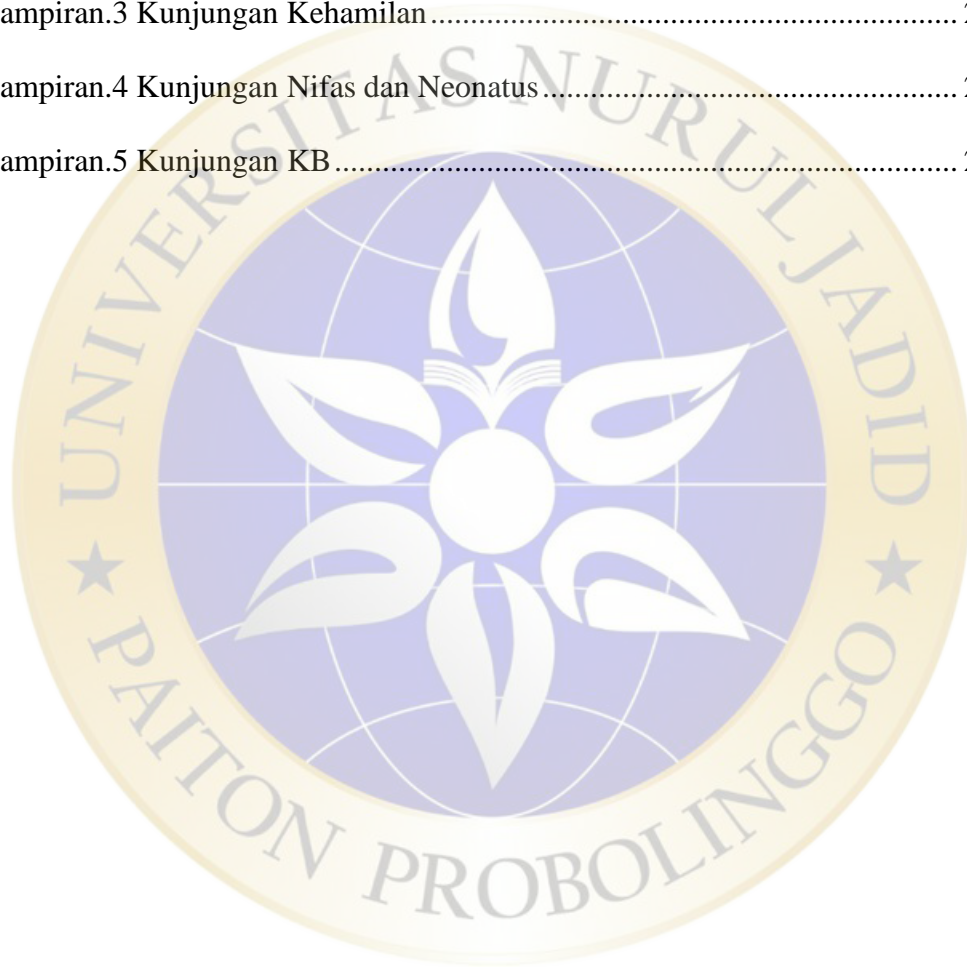 ampiran.3 Kunjungan Kehamilan........................................................................
ampiran.4 Kunjungan Nifas dan Neonatus.........................................................
ampiran.5 Kunjungan KB.....................................................................................
UNIVERSITAS NURUL JADID
★ PAITON PROBOLINGGO ★